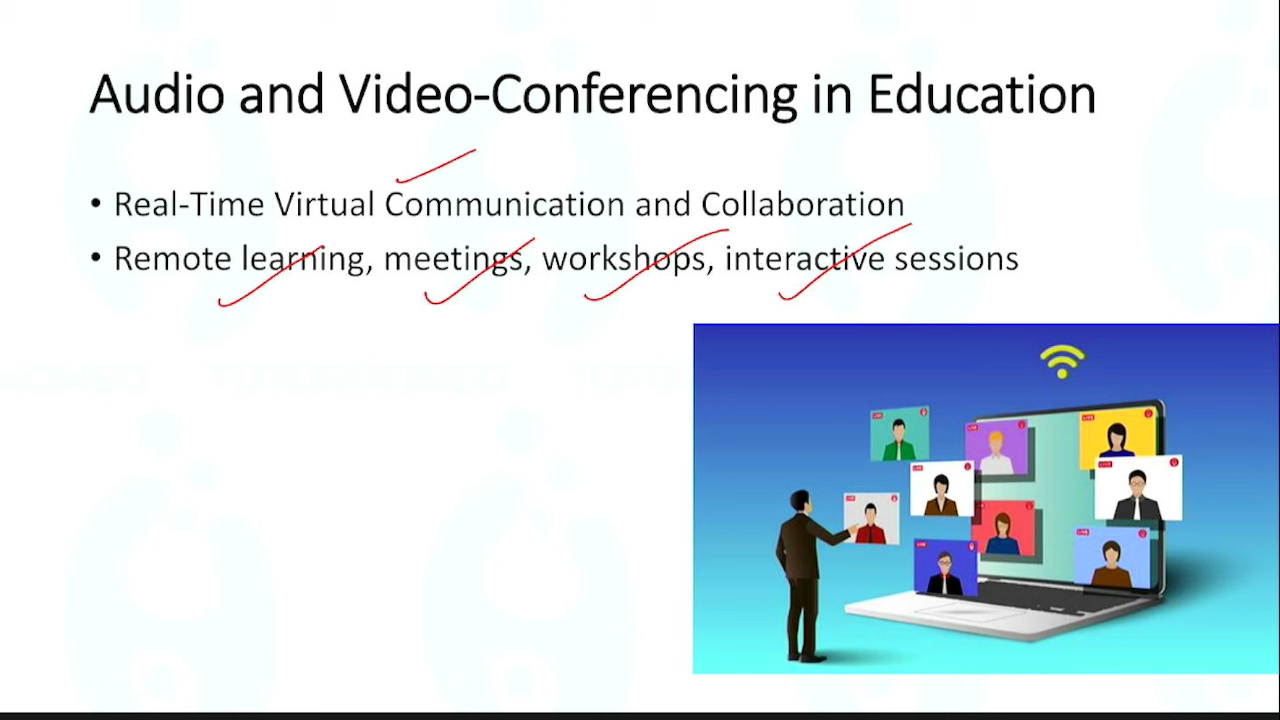 Audio and Video-Conferencing in Education
• Real-Time Virtual Communication and Collaboration
• Remote learning, meetings, workshops, interactive sessions